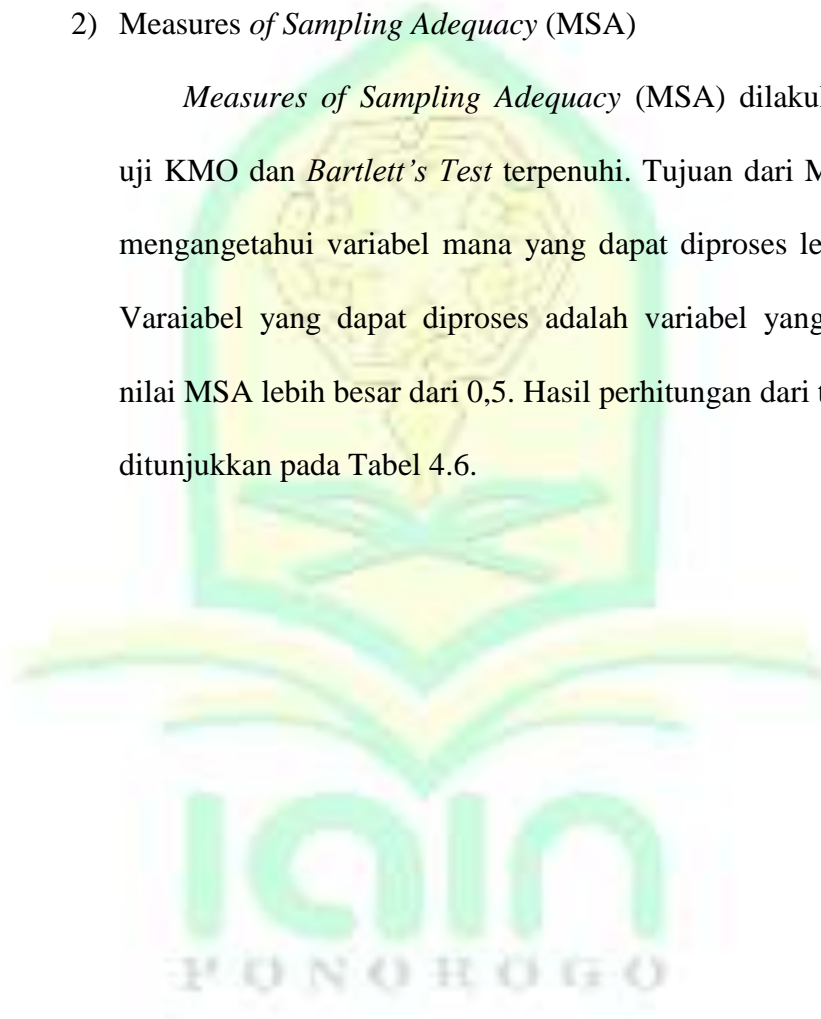 2) Measures of Sampling Adequacy (MSA)
Measures of Sampling Adequacy (MSA)
uji KMO dan Bartlett’s Test terpenuhi. Tujuan dari
mengangetahui variabel mana yang dapat diproses
Varaiabel yang dapat diproses adalah variabel yang
nilai MSA lebih besar dari 0,5. Hasil perhitungan dari
ditunjukkan pada Tabel 4.6.
iain
PONOROGO